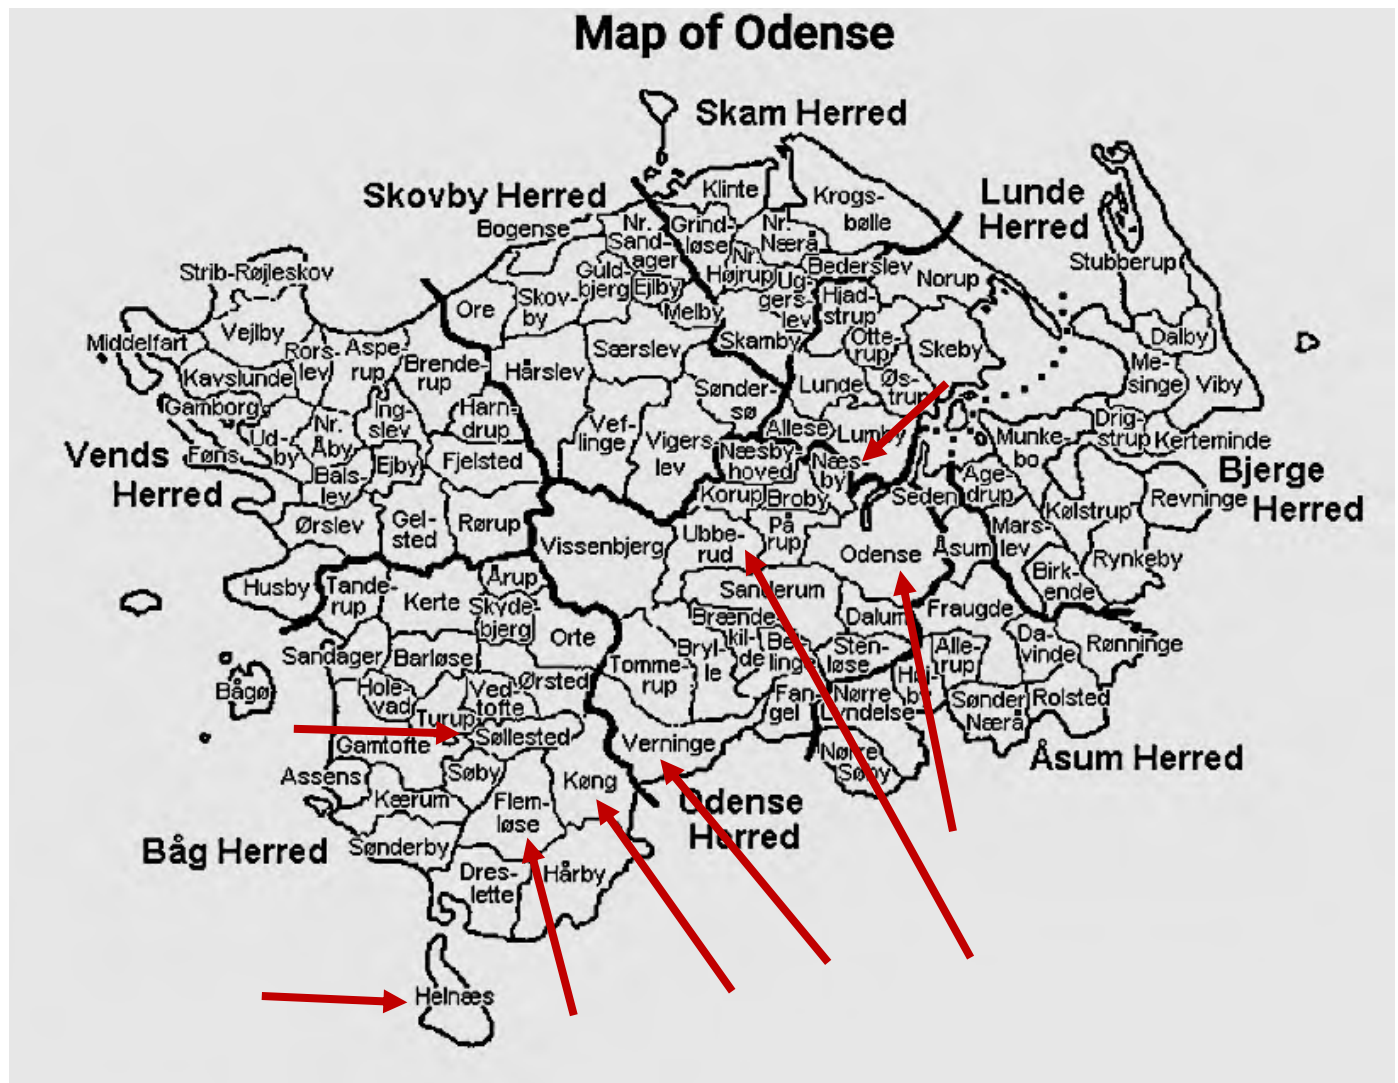 Map of Odense
Skam Herred
Skovby Herred
Lunde
Herred
Klinte
Krogs-
bølle
Bogense
Nr.
Sand-
ager
Grind-
løse
Nr.
Nærå
Nr.
Højrup
Ug-
gers-
lev
Bederslev
Norup
Stubberup
Strib-Røjleskov
Guld-
bjerg
Ejlby
Melby
Hjad-
strup
Ore
Skov-
by
Skamby
Otte-
rup
Skeby
Dalby
Middelfart
Vejlby
Rors-
lev
Aspe-
rup
Brende-
rup
Hårslev
Særslev
Sønder-
sø
Lunde
Øs-
trup
Me-
singe
Viby
Kavslunde
Gamborg
Ing-
slev
Harn-
drup
Vef-
linge
Vigers-
lev
Allese
Lumby
Drig-
strup
Kerteminde
Munke-
bo
Vends
Herred
Føns
Ud-
by
Nr.
Åby
Bals-
lev
Ejby
Fjelsted
Næsby-
hoved
Næs-
by
Korup
Broby
Seden
Age-
drup
Bjerge
Herred
Revninge
Kølstrup
Ørslev
Gel-
sted
Rørup
Vissenbjerg
Ubbe-
rud
På
rup
Odense
Åsum
Mars-
lev
Rynkeby
Birk-
ende
Husby
Tande-
rup
Kerte
Årup
Skyde-
bjerg
Orte
Sanderum
Dalum
Fraugde
Brænde-
kil-
de
Bel-
linge
Sten-
løse
Alle-
rup
Da-
vinde
Rønninge
Sandager
Barløse
Tomme-
rup
Bryl-
le
Bågø
Hole-
vad
Ved-
tofte
Ørsted
Fan-
gel
Nørre
Lyndelse
Høj-
by
Sønder
Nærå
Rolsted
Turup
Søllested
Gamtofte
Verninge
Nørre
Søby
Åsum Herred
Assens
Søby
Køng
Kærum
Flem-
løse
Odense
Herred
Båg Herred
Sønderby
Dres-
lette
Hårby
Helnæs